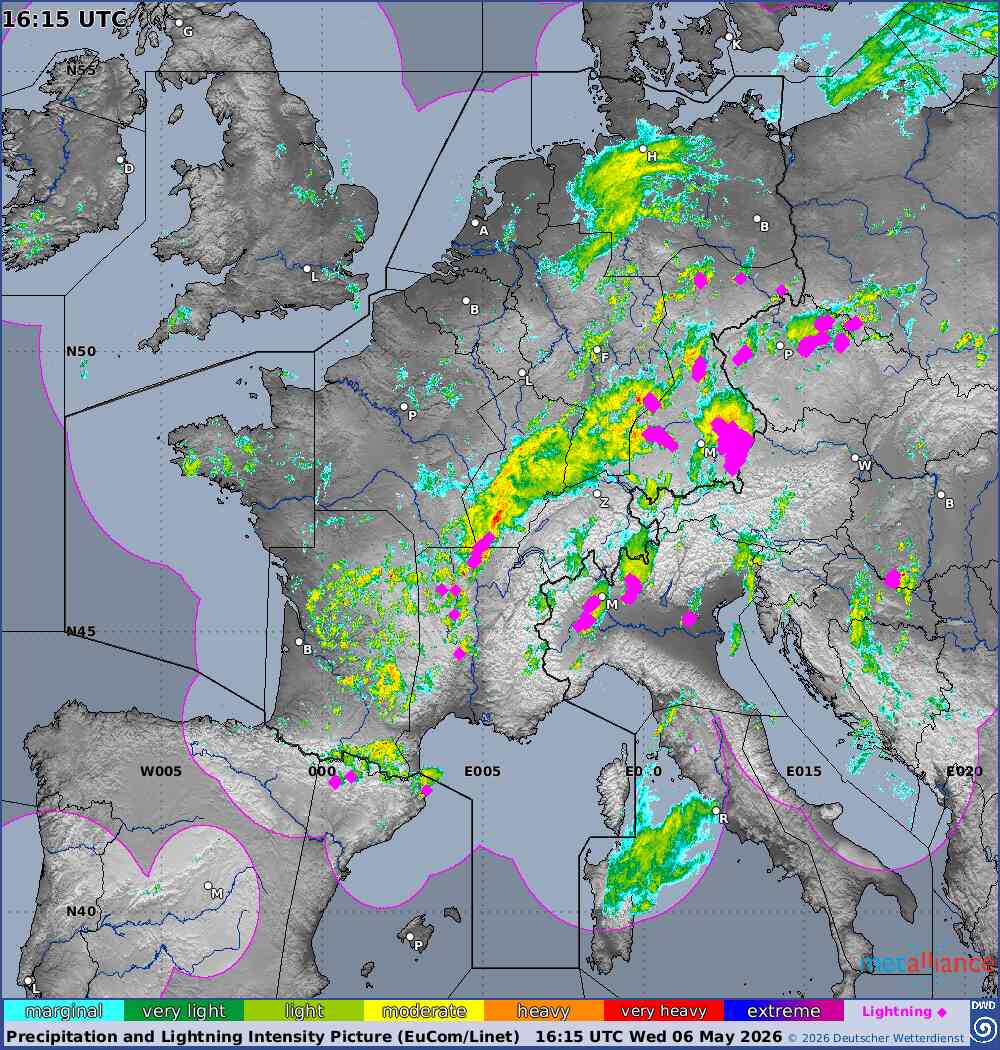 16:15 UTC
G
K
N55
H
D
A
B
L
B
N50
F
P
L
P
M
W
B
Z
M
N45
B
W005
000
E005
E015
E020
R
M
N40
P
L
metalliance
marginal
very light
light
moderate
heavy
very heavy
extreme
Lightning ◆
DWD
Precipitation and Lightning Intensity Picture (EuCom/Linet) 16:15 UTC Wed 06 May 2026 © 2026 Deutscher Wetterdienst